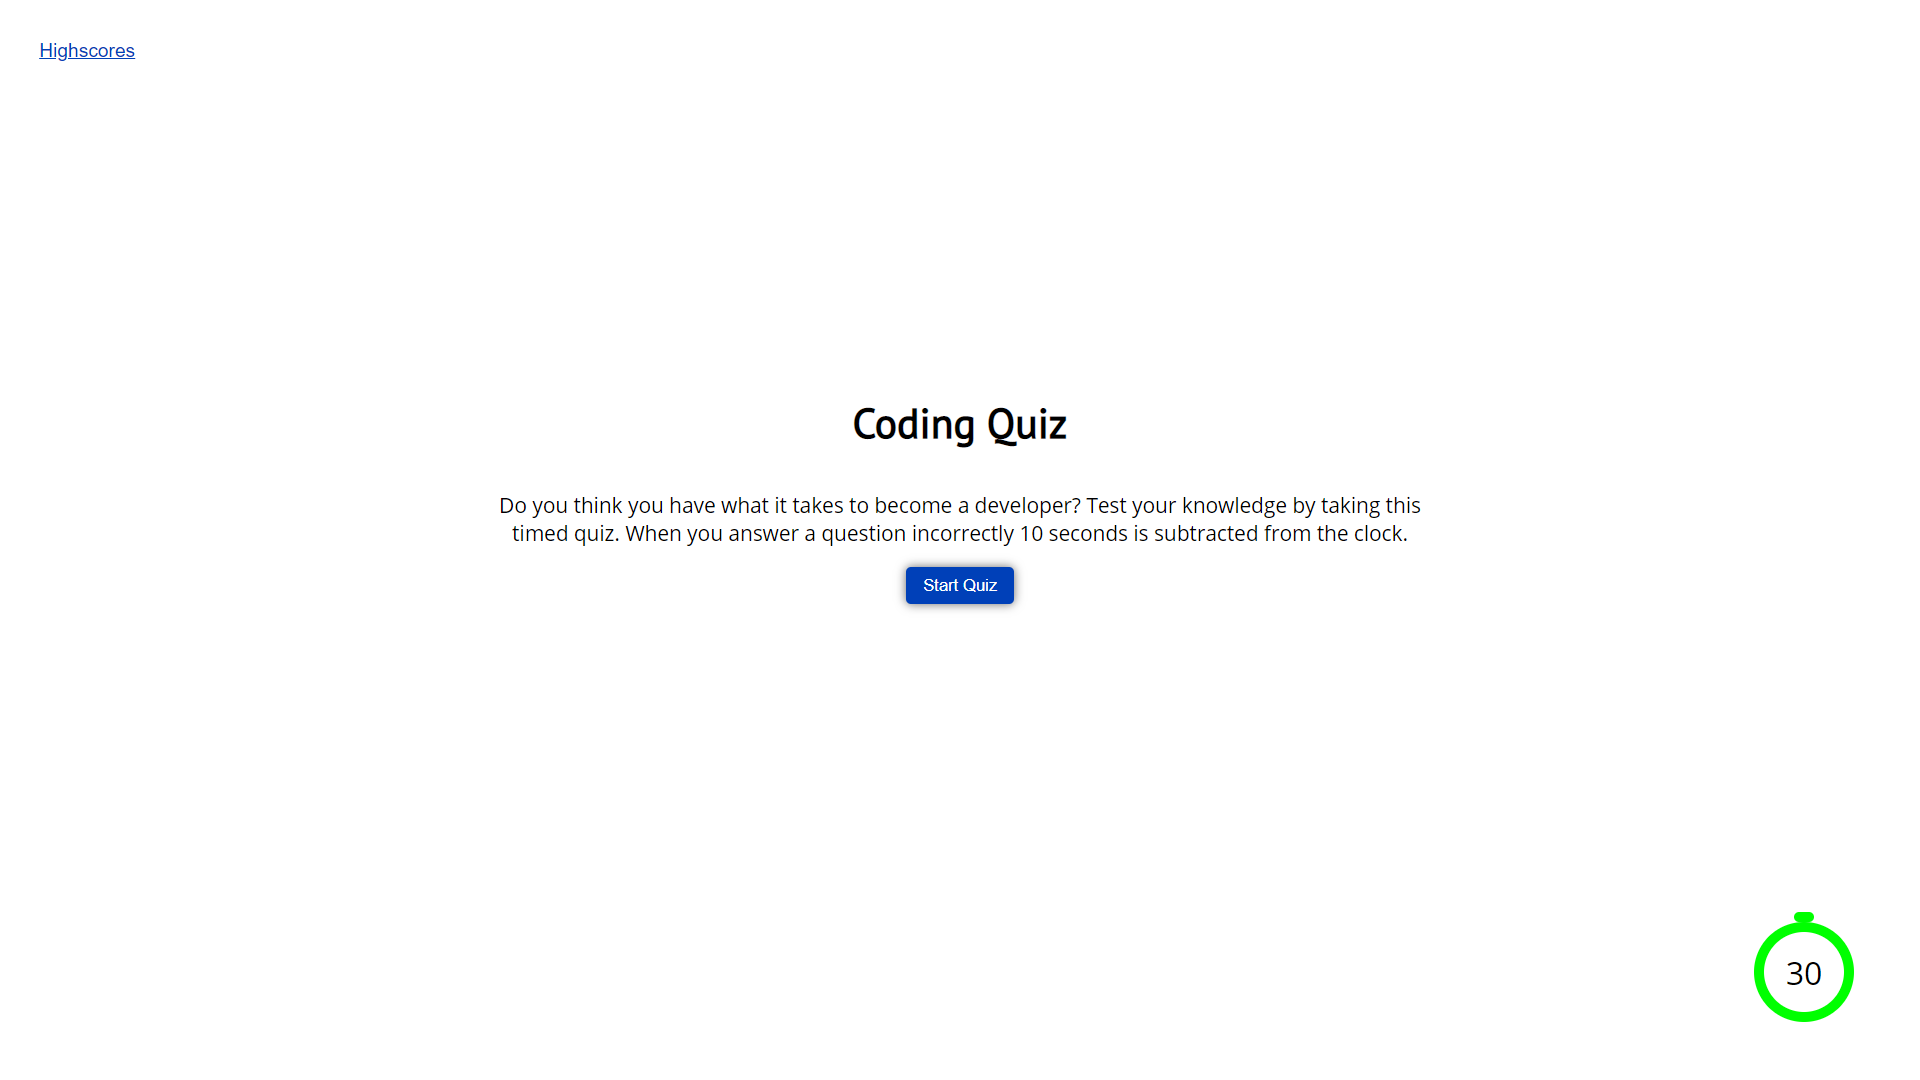 Highscores
Coding Quiz
Do you think you have what it takes to become a developer? Test your knowledge by taking this
timed quiz. When you answer a question incorrectly 10 seconds is subtracted from the clock.
Start Quiz
30